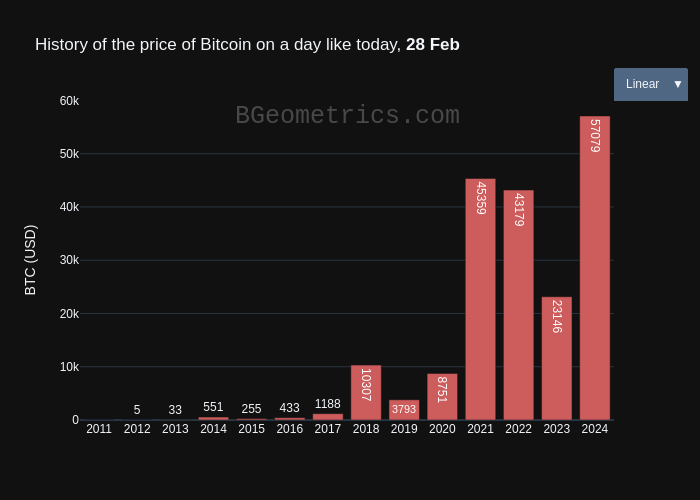 History of the price of Bitcoin on a day like today, 28 Feb
Linear ▼
BGeometrics.com
60k
50k
40k
30k
20k
10k
0
BTC (USD)
5
33
551
255
433
1188
10307
3793
8751
45359
43179
23146
57079
2011 2012 2013 2014 2015 2016 2017 2018 2019 2020 2021 2022 2023 2024